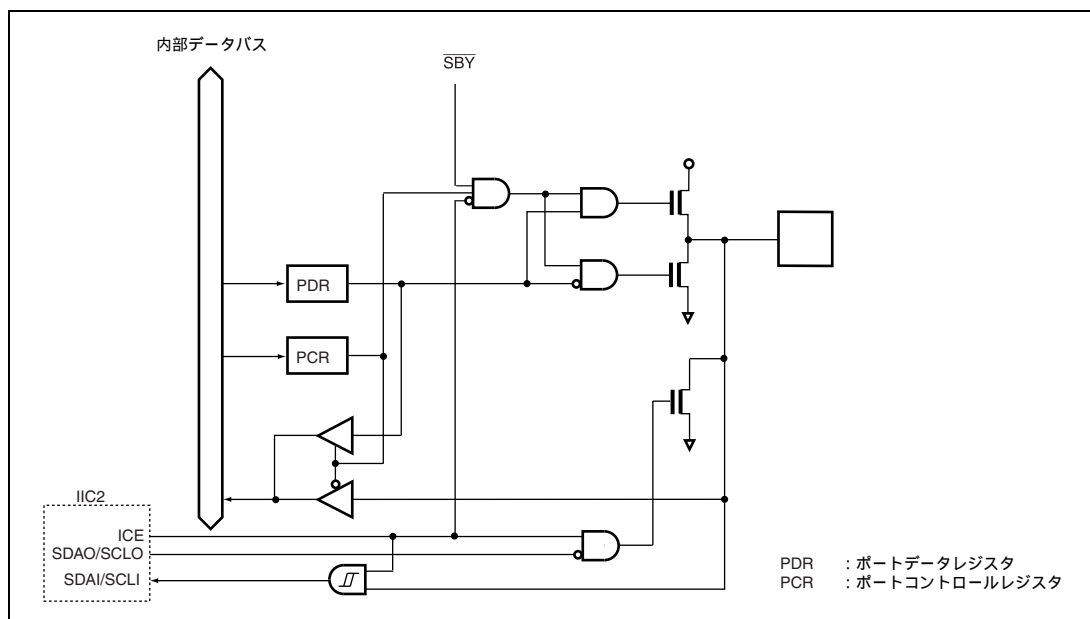 内部データバス
SBY
PDR
PCR
IIC2
ICE
SDAO/SCLO
SDAI/SCLI
PDR : ポートデータレジスタ
PCR : ポートコントロールレジスタ